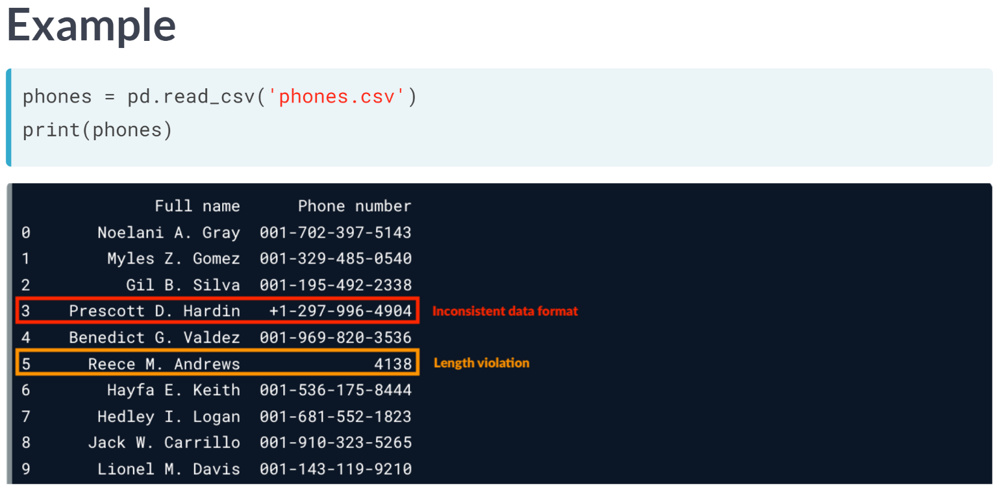 Example
phones = pd.read_csv('phones.csv')
print(phones)
Full name Phone number
0 Noelani A. Gray 001-702-397-5143
1 Myles Z. Gomez 001-329-485-0540
2 Gil B. Silva 001-195-492-2338
3 Prescott D. Hardin +1-297-996-4904 Inconsistent data format
4 Benedict G. Valdez 001-969-820-3536
5 Reece M. Andrews 4138 Length violation
6 Hayfa E. Keith 001-536-175-8444
7 Hedley I. Logan 001-681-552-1823
8 Jack W. Carrillo 001-910-323-5265
9 Lionel M. Davis 001-143-119-9210